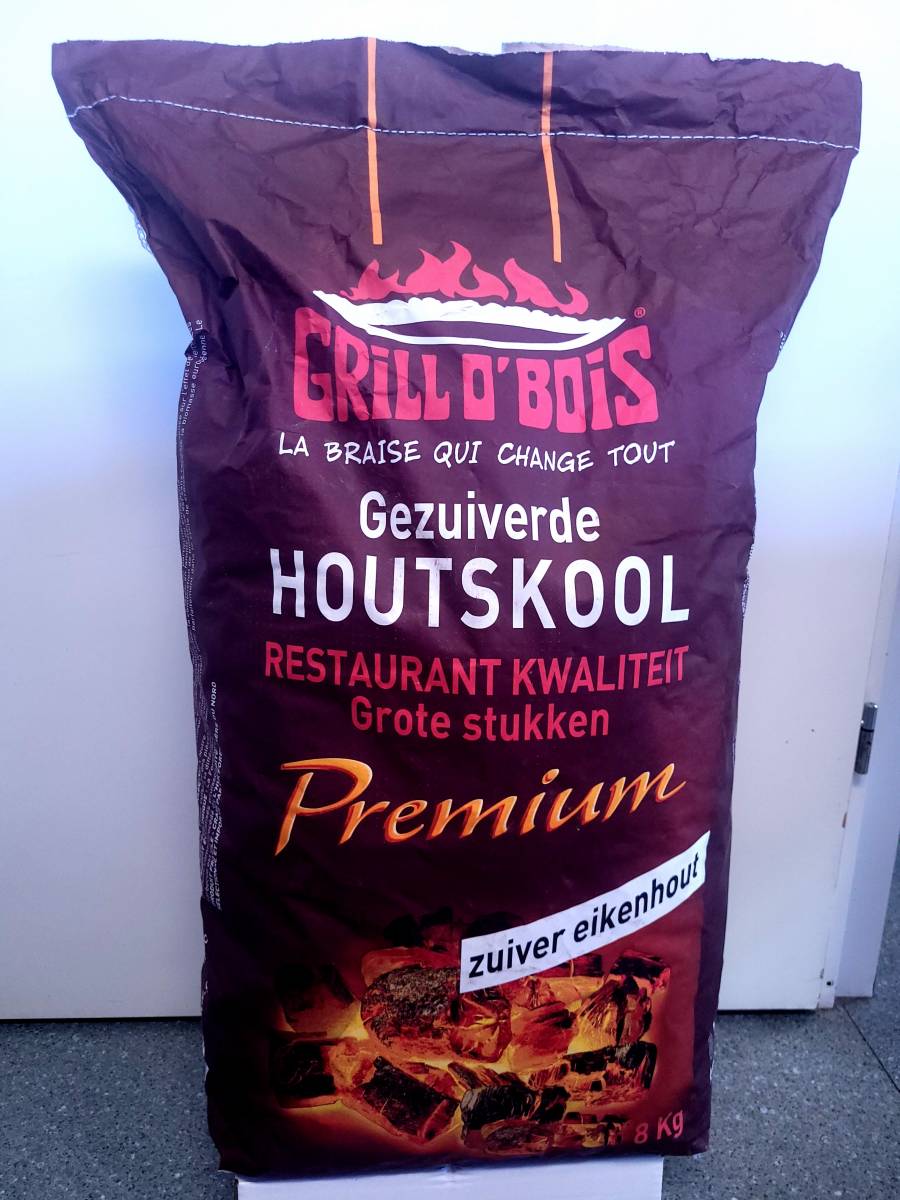 GRiLL O'BOiS
®
LA BRAISE QUI CHANGE TOUT
Gezuiverde
HOUTSKOOL
RESTAURANT KWALITEIT
Grote stukken
Premium
zuiver eikenhout
8 Kg